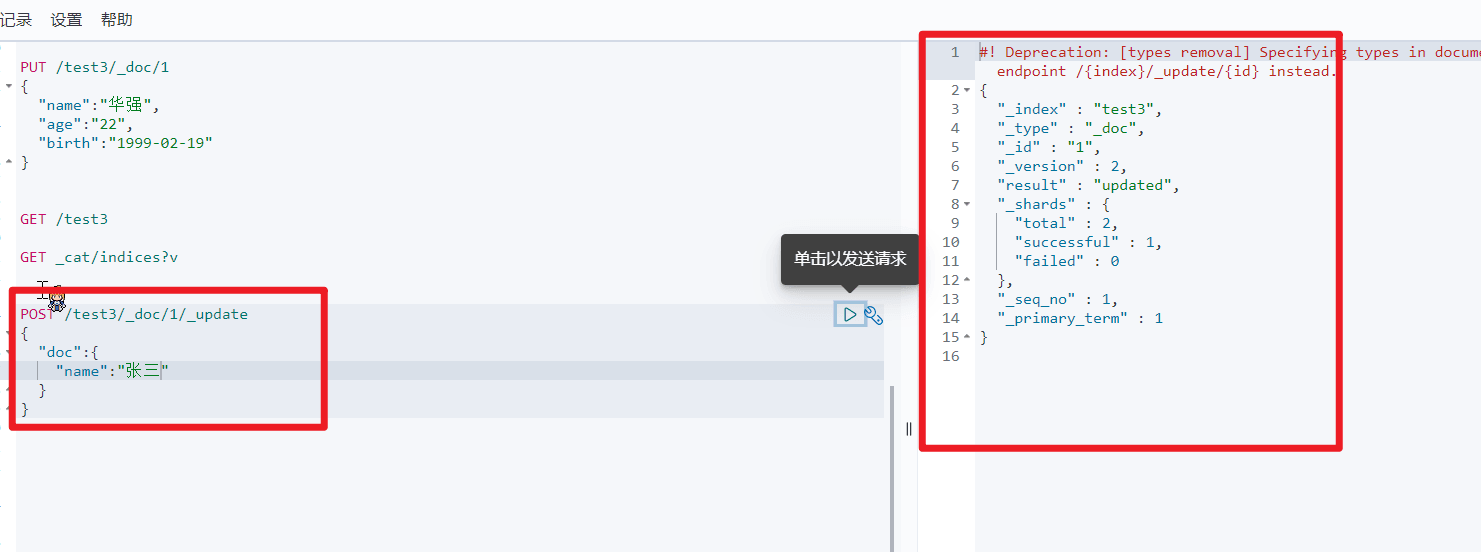 记录 设置 帮助
PUT /test3/_doc/1
{
"name":"华强",
"age":"22",
"birth":"1999-02-19"
}
GET /test3
GET _cat/indices?v
单击以发送请求
POST /test3/_doc/1/_update
{
"doc":{
"name":"张三"
}
}
1 #! Deprecation: [types removal] Specifying types in docume
endpoint /{index}/_update/{id} instead.
2 {
3 "_index" : "test3",
4 "_type" : "_doc",
5 "_id" : "1",
6 "_version" : 2,
7 "result" : "updated",
8 "_shards" : {
9 "total" : 2,
10 "successful" : 1,
11 "failed" : 0
12 },
13 "_seq_no" : 1,
14 "_primary_term" : 1
15 }
16